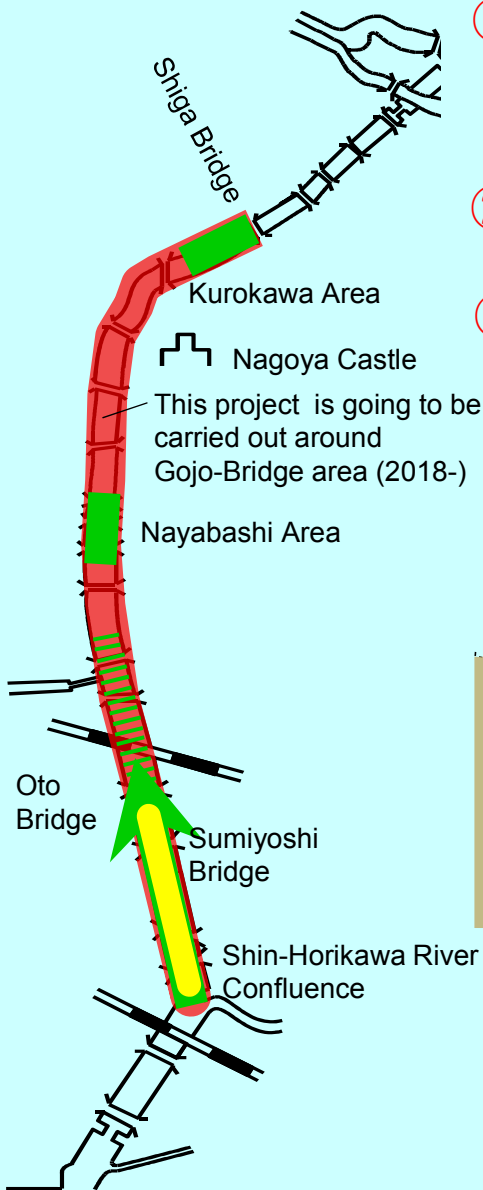 Shiga Bridge
Kurokawa Area
Nagoya Castle
This project is going to be
carried out around
Gojo-Bridge area (2018-)
Nayabashi Area
Oto
Bridge
Sumiyoshi
Bridge
Shin-Horikawa River
Confluence